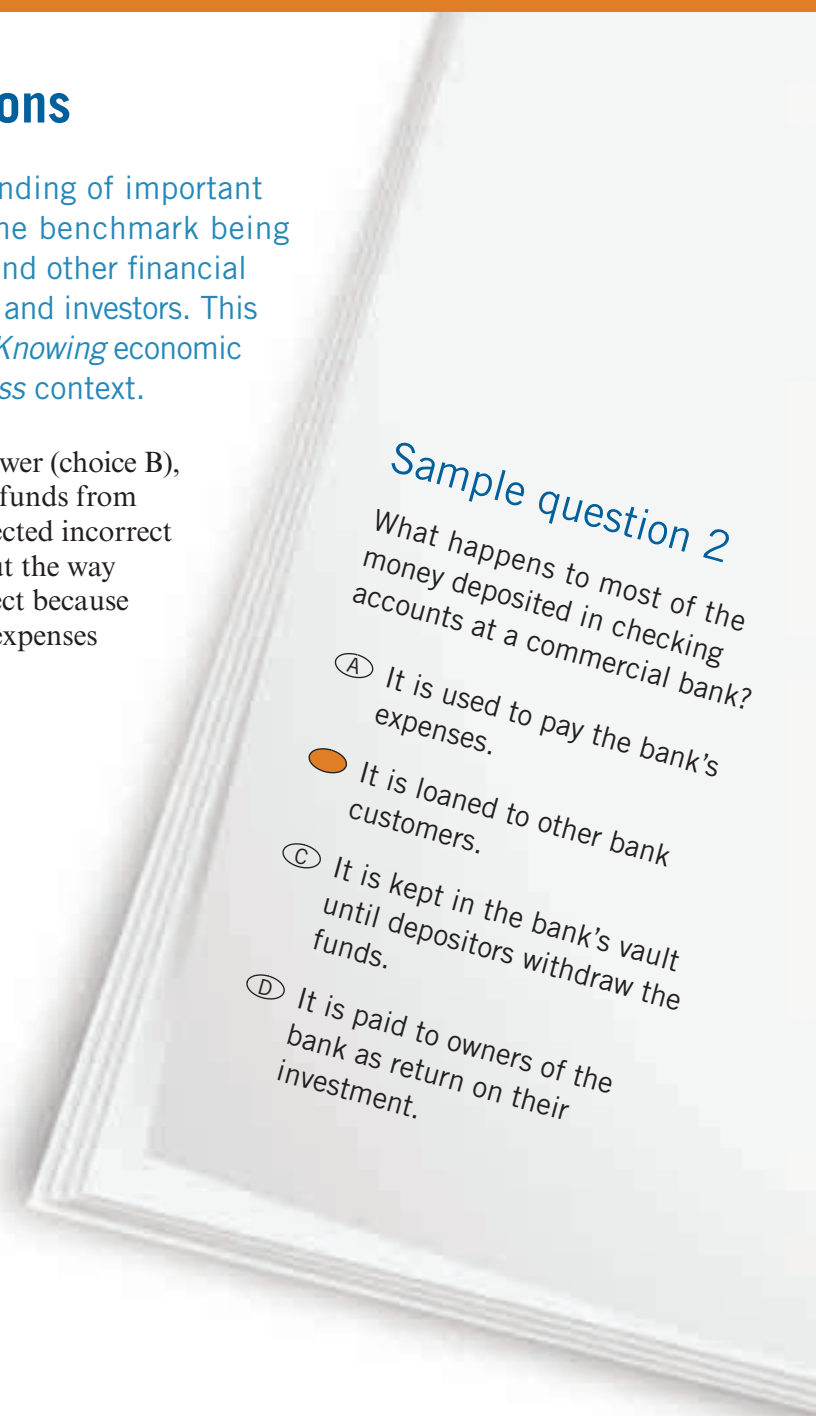 ons
nding of important
ne benchmark being
nd other financial
and investors. This
Knowing economic
ss context.
wer (choice B),
funds from
ected incorrect
ut the way
ect because
expenses
Sample question 2
What happens to most of the
money deposited in checking
accounts at a commercial bank?
A It is used to pay the bank’s
expenses.
It is loaned to other bank
customers.
C It is kept in the bank’s vault
until depositors withdraw the
funds.
D It is paid to owners of the
bank as return on their
investment.